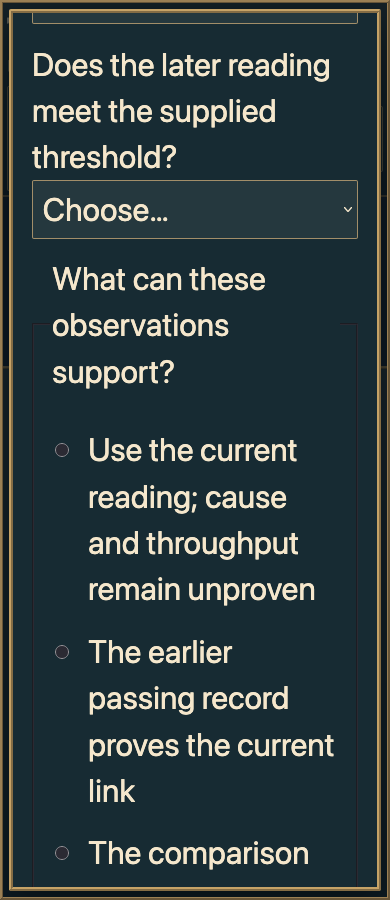 Does the later reading
meet the supplied
threshold?
Choose...
What can these
observations
support?
Use the current
reading; cause
and throughput
remain unproven
The earlier
passing record
proves the current
link
The comparison